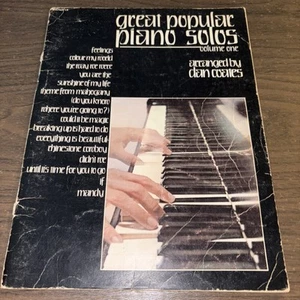 great popular
piano solos
volume one
arranged by
dan coates
feelings
colour my world
the way we were
you are the
sunshine of my life
theme from mahogany
(do you know
where you're going to?)
could it be magic
breaking up is hard to do
everything is beautiful
rhinestone cowboy
didn't we
until it's time for you to go
if
mandy